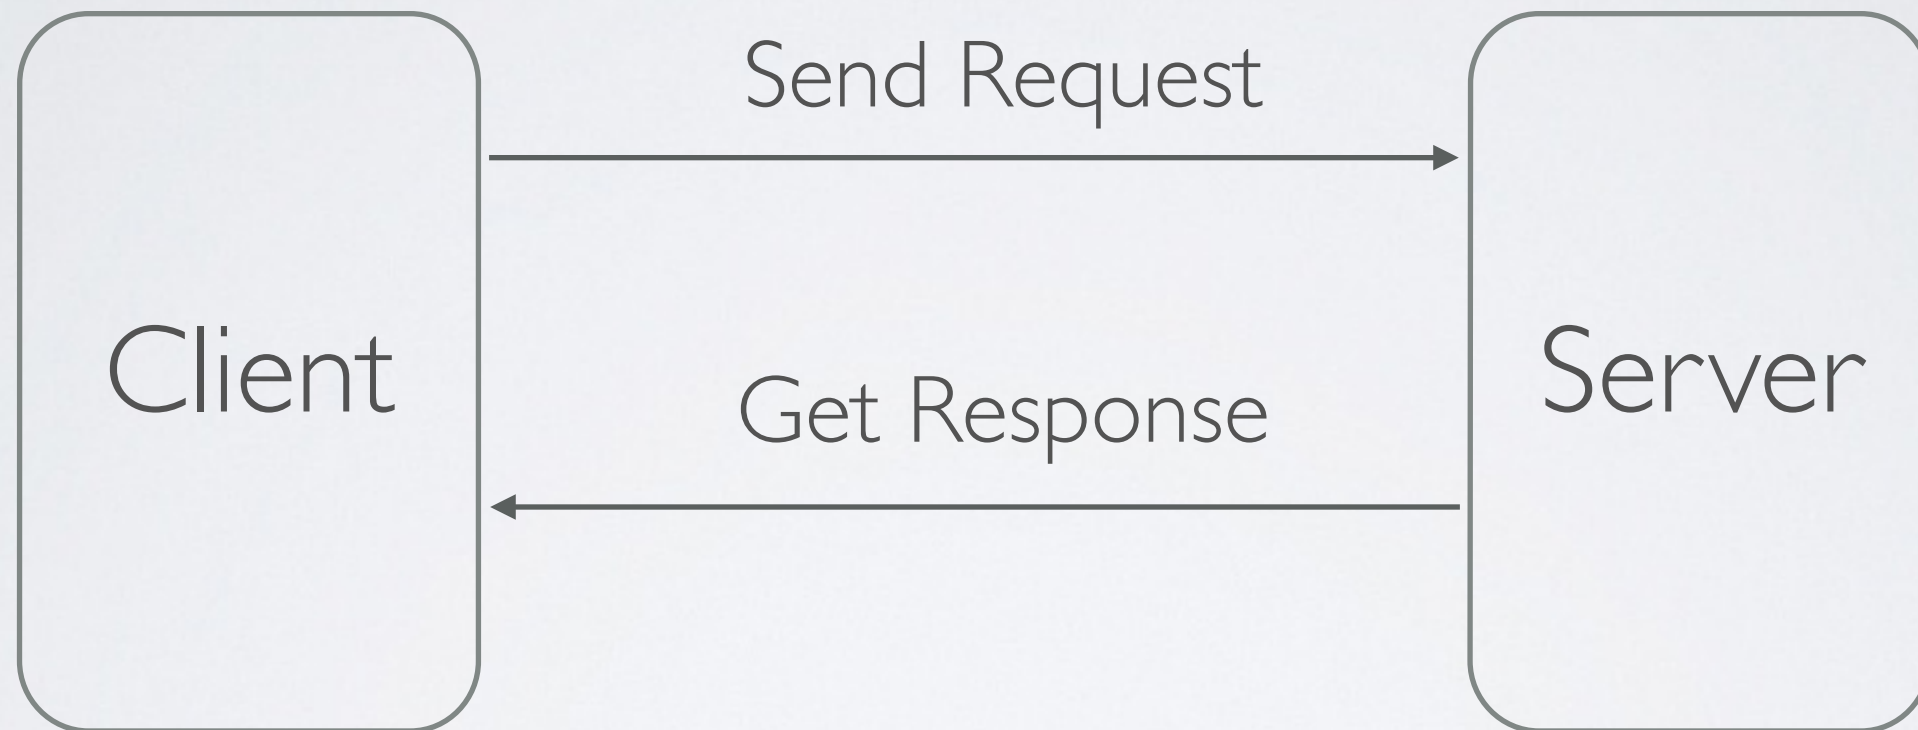 Send Request
Client
Get Response
Server